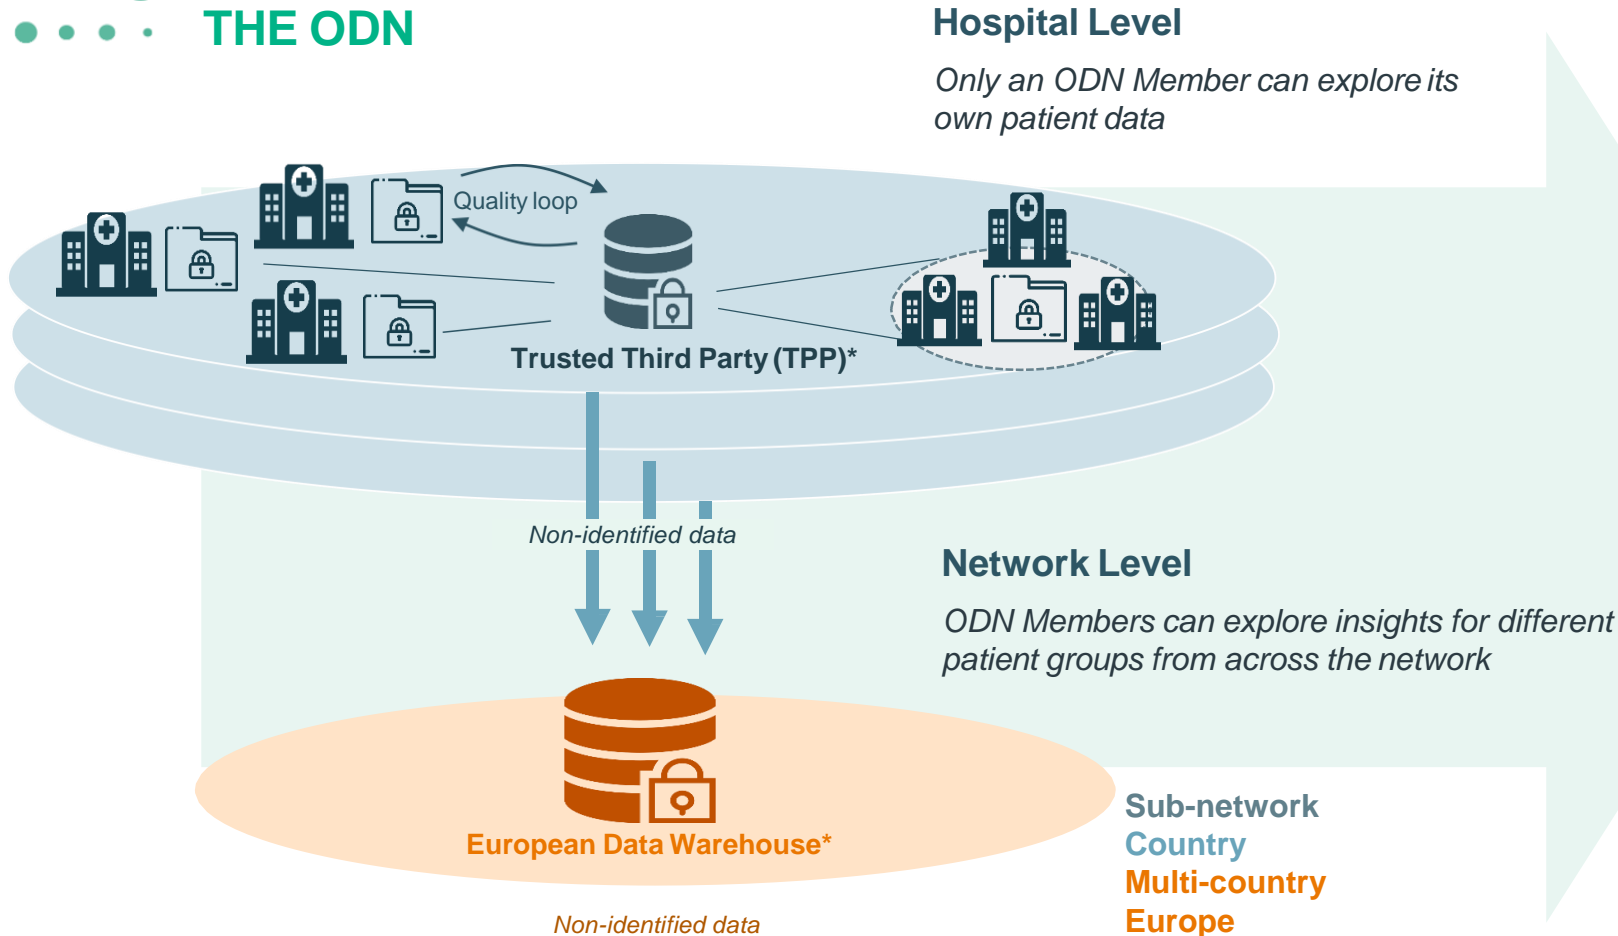 THE ODN
Hospital Level
Only an ODN Member can explore its
own patient data
Quality loop
Trusted Third Party (TPP)*
Non-identified data
Network Level
ODN Members can explore insights for different
patient groups from across the network
European Data Warehouse*
Non-identified data
Sub-network
Country
Multi-country
Europe